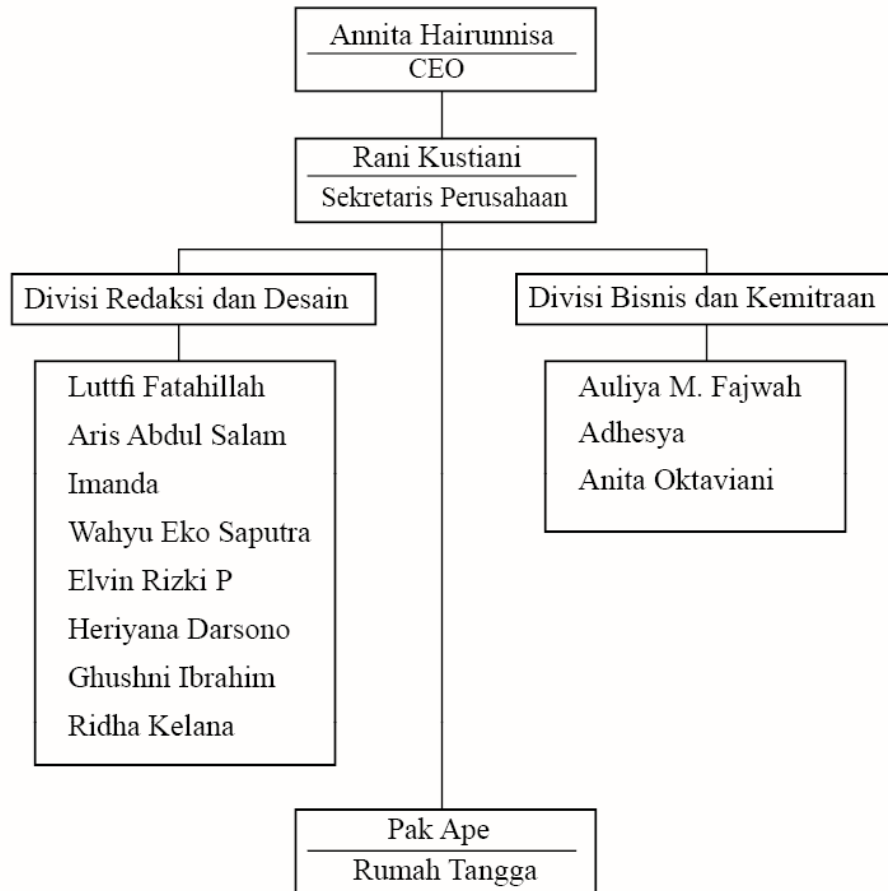 Annita Hairunnisa
CEO
Rani Kustiani
Sekretaris Perusahaan
Divisi Redaksi dan Desain
Luttfi Fatahillah
Aris Abdul Salam
Imanda
Wahyu Eko Saputra
Elvin Rizki P
Heriyana Darsono
Ghushni Ibrahim
Ridha Kelana
Divisi Bisnis dan Kemitraan
Auliya M. Fajwah
Adhesya
Anita Oktaviani
Pak Ape
Rumah Tangga